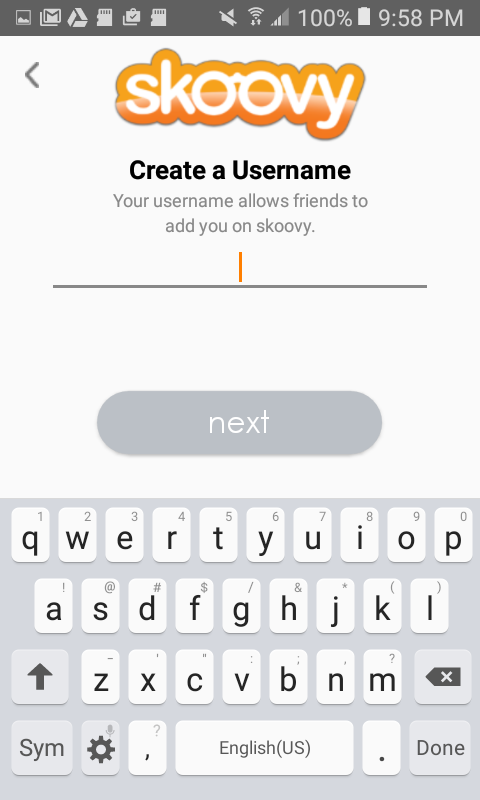 100% 9:58 PM
skoovy
Create a Username
Your username allows friends to
add you on skoovy.
next
1 2 3 4 5 6 7 8 9 0
q w e r t y u i o p
! @ # $ / & * ( )
a s d f g h j k l
- ' " : ; , ?
z x c v b n m
?
Sym , English(US) . Done